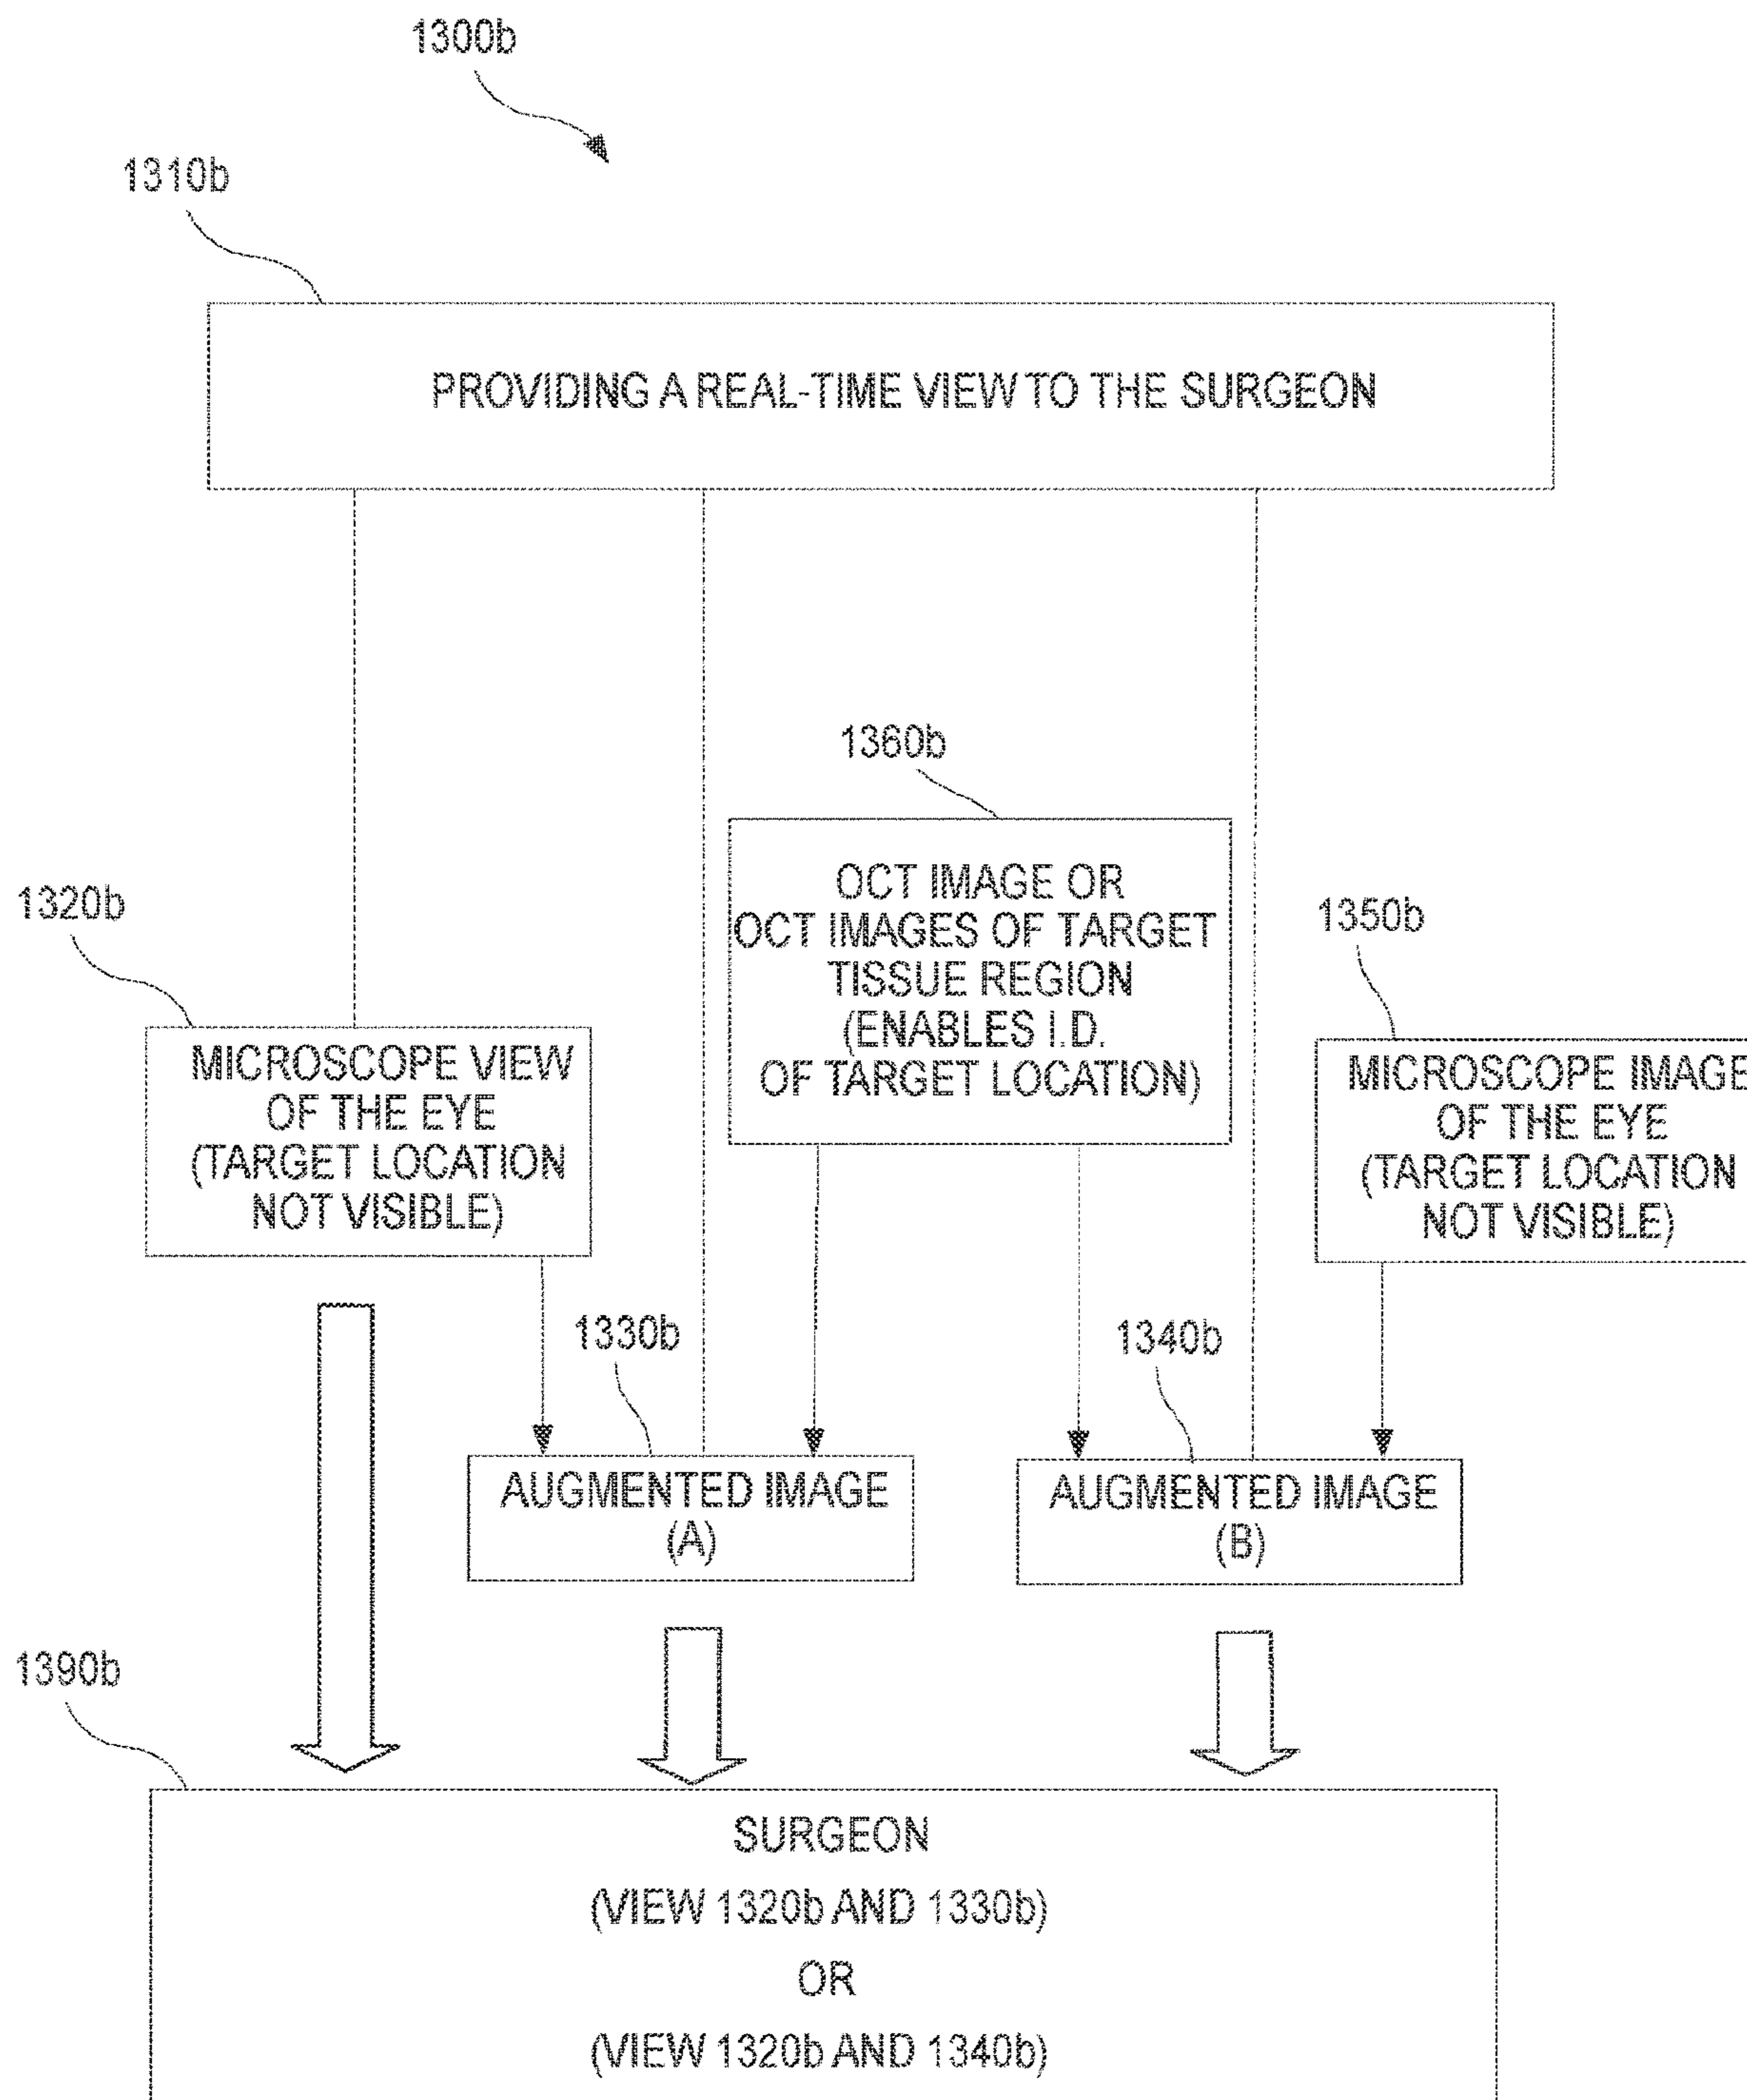 1300b
1310b
PROVIDING A REAL-TIME VIEW TO THE SURGEON
1360b
OCT IMAGE OR
OCT IMAGES OF TARGET
TISSUE REGION
(ENABLES I.D.
OF TARGET LOCATION)
1320b
MICROSCOPE VIEW
OF THE EYE
(TARGET LOCATION
NOT VISIBLE)
1350b
MICROSCOPE IMAGE
OF THE EYE
(TARGET LOCATION
NOT VISIBLE)
1330b
AUGMENTED IMAGE
(A)
1340b
AUGMENTED IMAGE
(B)
1390b
SURGEON
(VIEW 1320b AND 1330b)
OR
(VIEW 1320b AND 1340b)